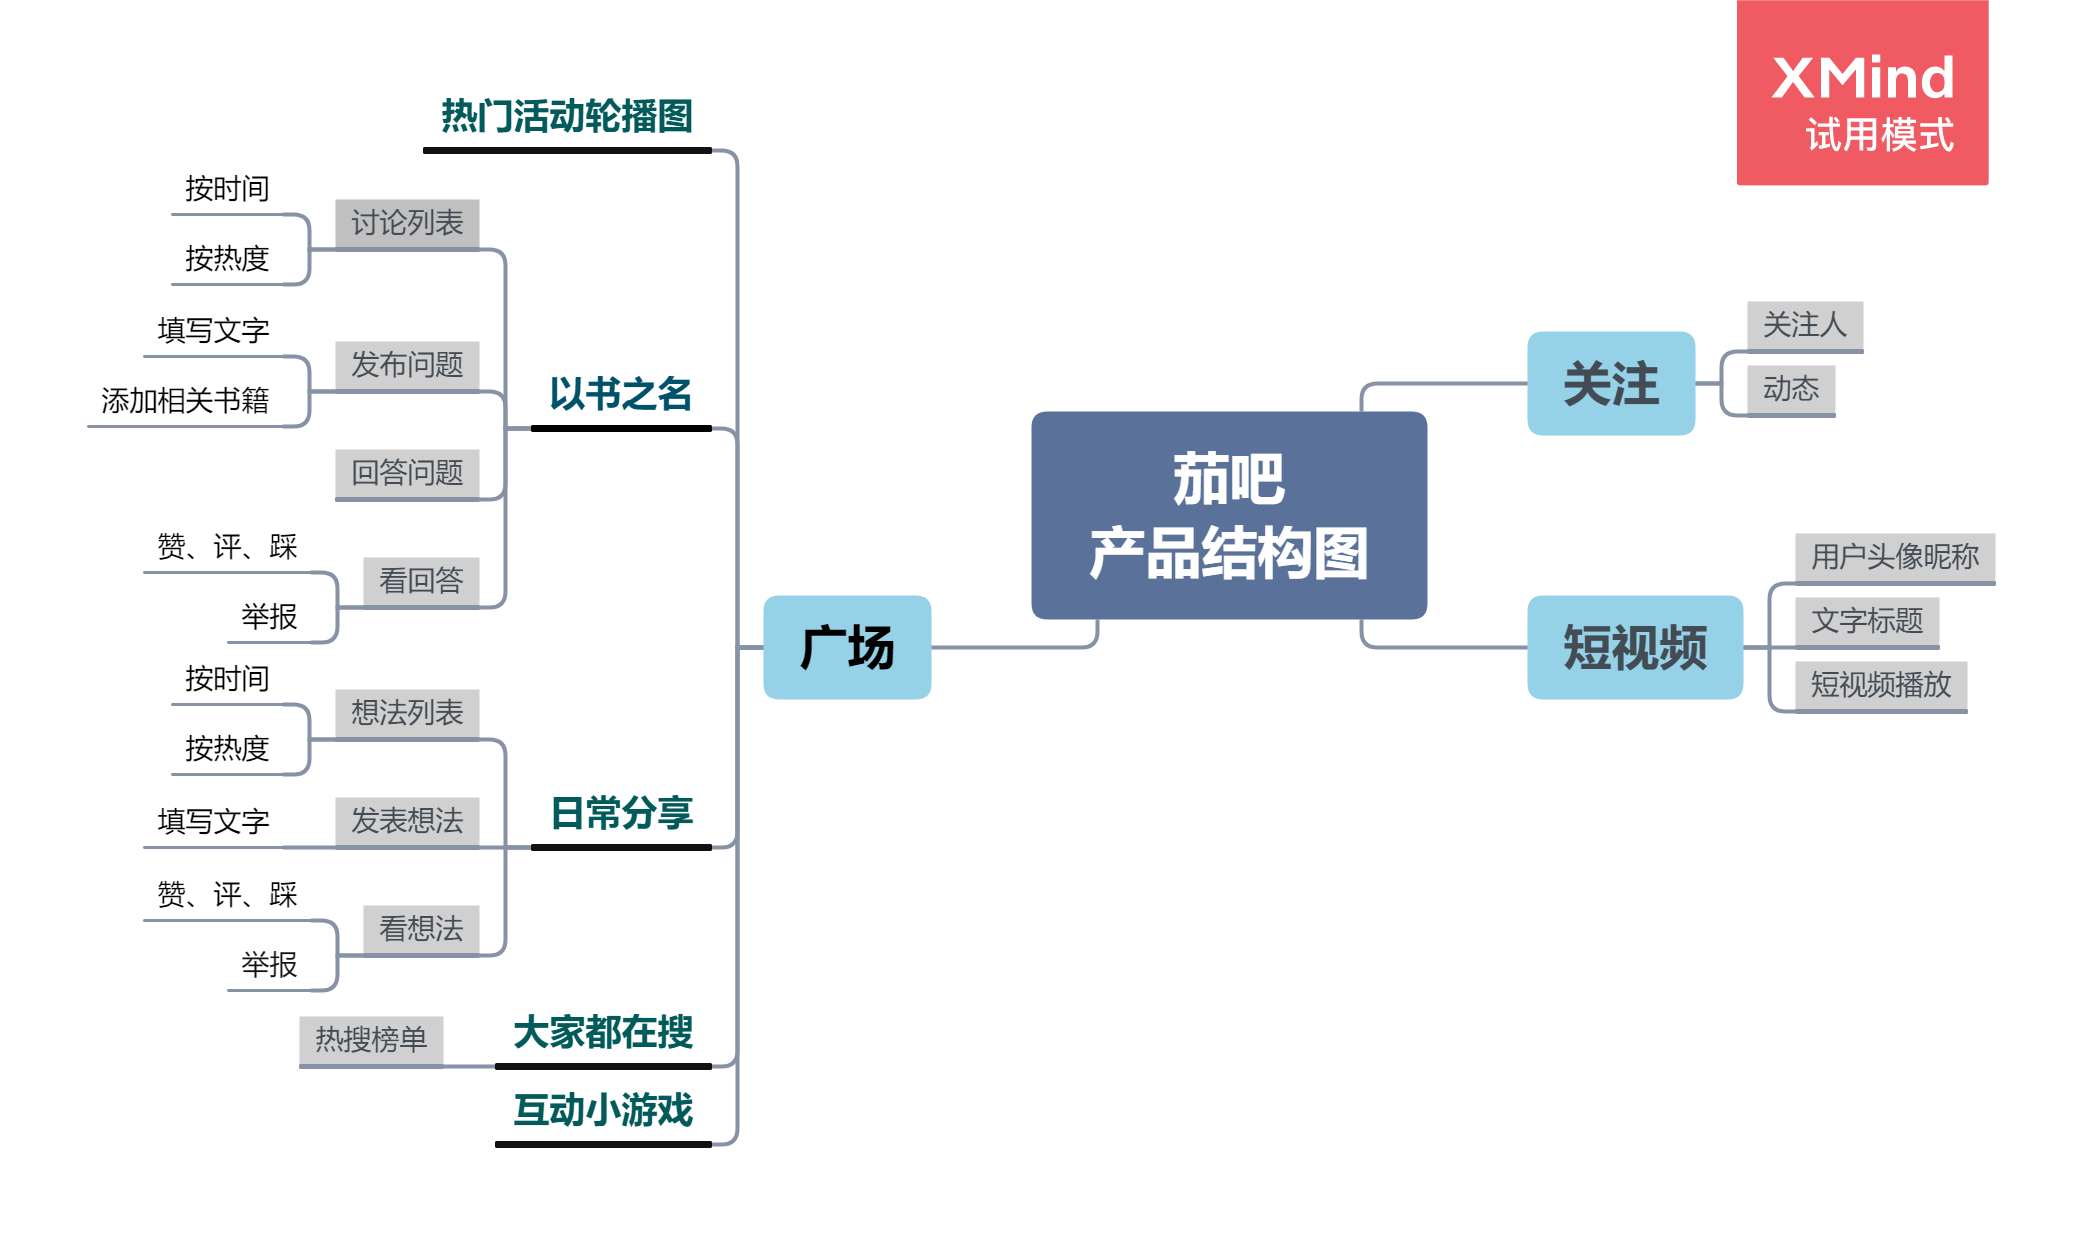 XMind
试用模式
热门活动轮播图
按时间
讨论列表
按热度
填写文字
发布问题
添加相关书籍
以书之名
回答问题
赞、评、踩
看回答
举报
按时间
想法列表
按热度
填写文字
发表想法
日常分享
赞、评、踩
看想法
举报
热搜榜单
大家都在搜
互动小游戏
广场
茄吧
产品结构图
关注
关注人
动态
短视频
用户头像昵称
文字标题
短视频播放